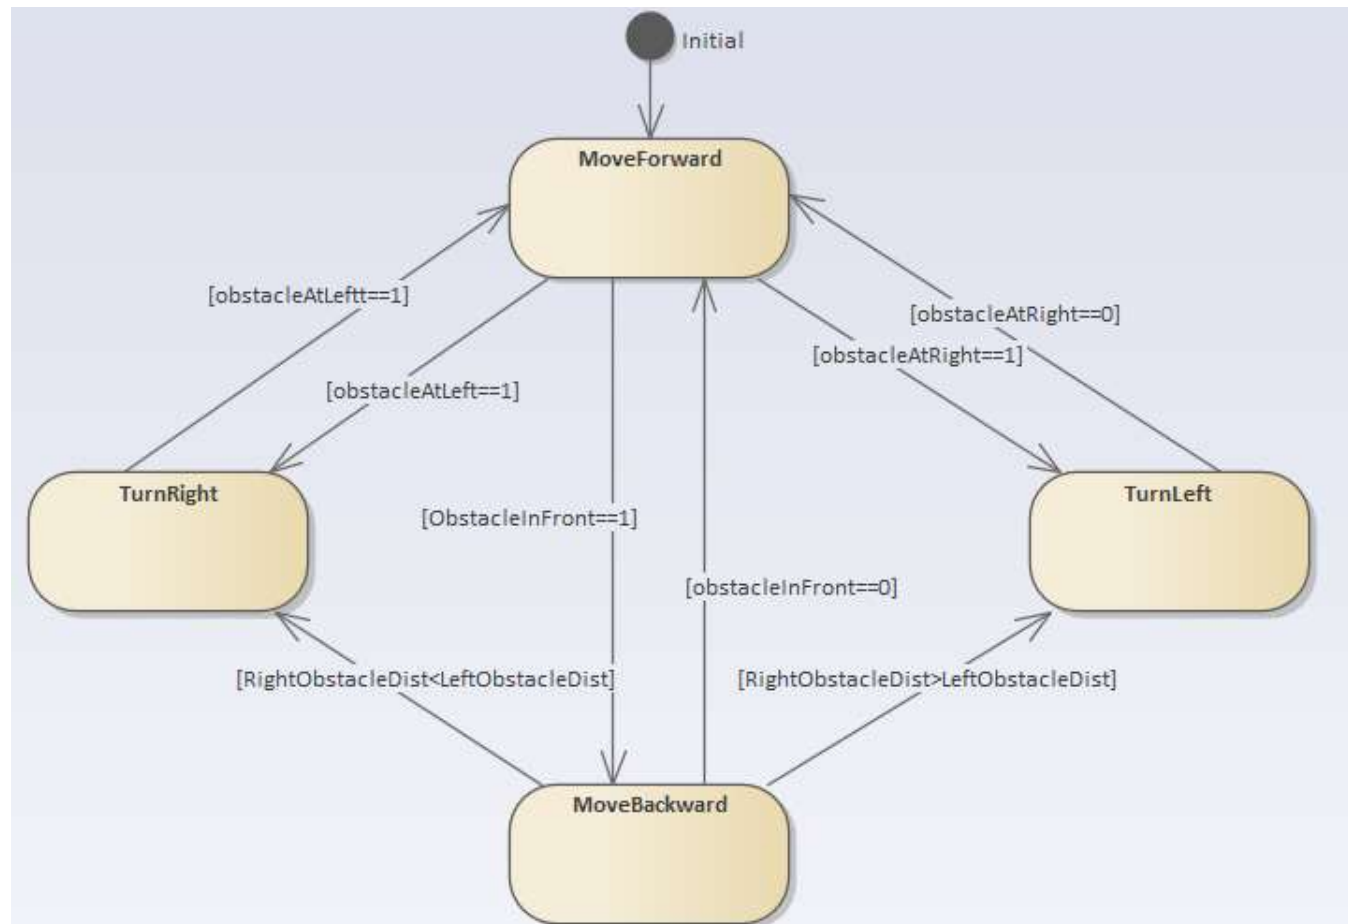 Initial
MoveForward
[obstacleAtLeftt==1]
[obstacleAtRight==0]
[obstacleAtRight==1]
[obstacleAtLeft==1]
TurnRight
TurnLeft
[ObstacleInFront==1]
[obstacleInFront==0]
[RightObstacleDist<LeftObstacleDist]
[RightObstacleDist>LeftObstacleDist]
MoveBackward